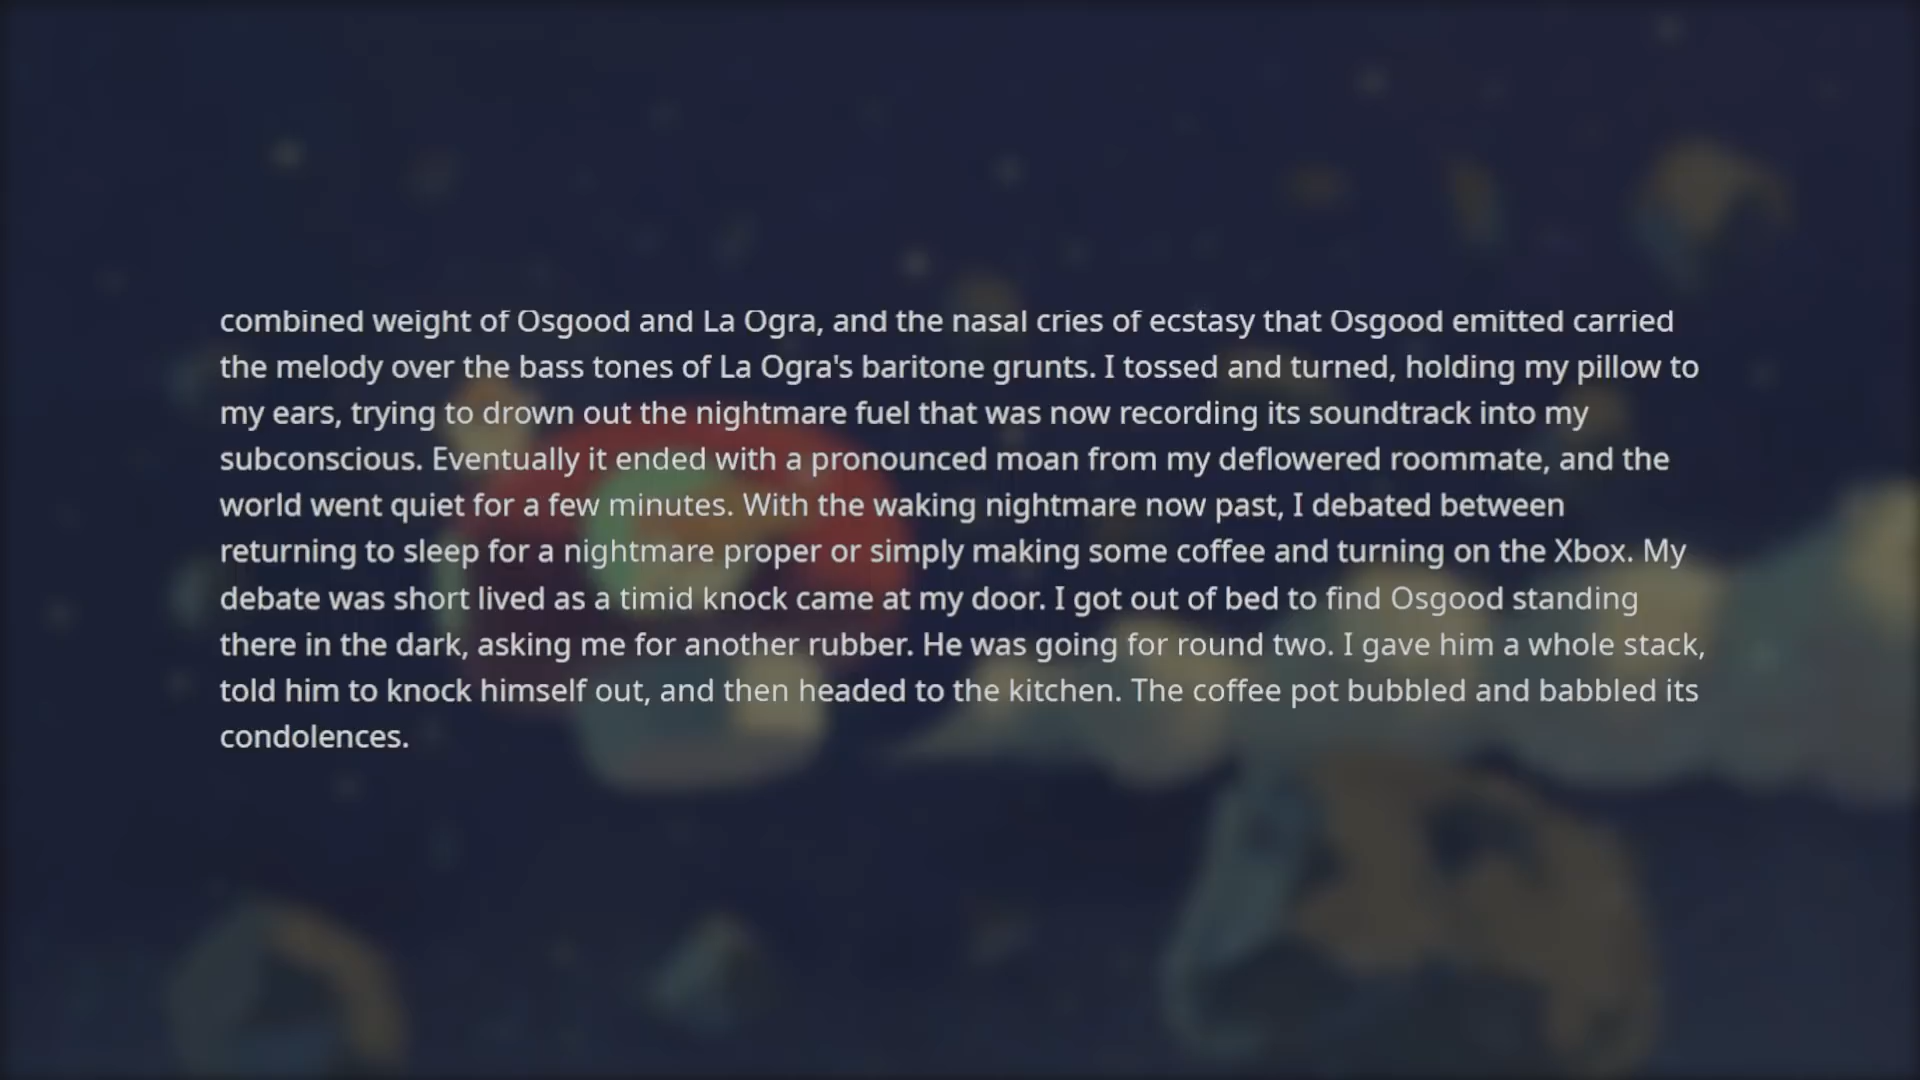 combined weight of Osgood and La Ogra, and the nasal cries of ecstasy that Osgood emitted carried
the melody over the bass tones of La Ogra's baritone grunts. I tossed and turned, holding my pillow to
my ears, trying to drown out the nightmare fuel that was now recording its soundtrack into my
subconscious. Eventually it ended with a pronounced moan from my deflowered roommate, and the
world went quiet for a few minutes. With the waking nightmare now past, I debated between
returning to sleep for a nightmare proper or simply making some coffee and turning on the Xbox. My
debate was short lived as a timid knock came at my door. I got out of bed to find Osgood standing
there in the dark, asking me for another rubber. He was going for round two. I gave him a whole stack,
told him to knock himself out, and then headed to the kitchen. The coffee pot bubbled and babbled its
condolences.